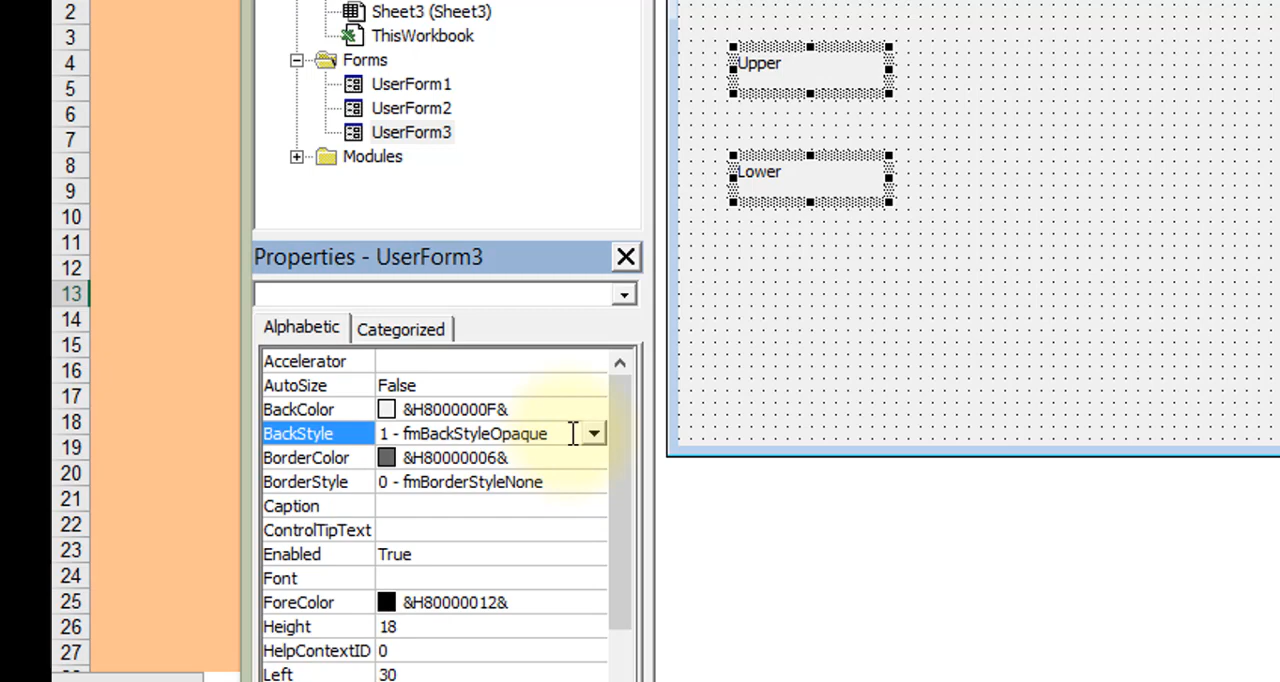 2
3
4
5
6
7
8
9
10
11
12
13
14
15
16
17
18
19
20
21
22
23
24
25
26
27
Sheet3 (Sheet3)
ThisWorkbook
Forms
UserForm1
UserForm2
UserForm3
Modules
Properties - UserForm3
Alphabetic Categorized
Accelerator
AutoSize False
BackColor &H8000000F&
BackStyle 1 - fmBackStyleOpaque
BorderColor &H80000006&
BorderStyle 0 - fmBorderStyleNone
Caption
ControlTipText
Enabled True
Font
ForeColor &H80000012&
Height 18
HelpContextID 0
Left 30
Upper
Lower